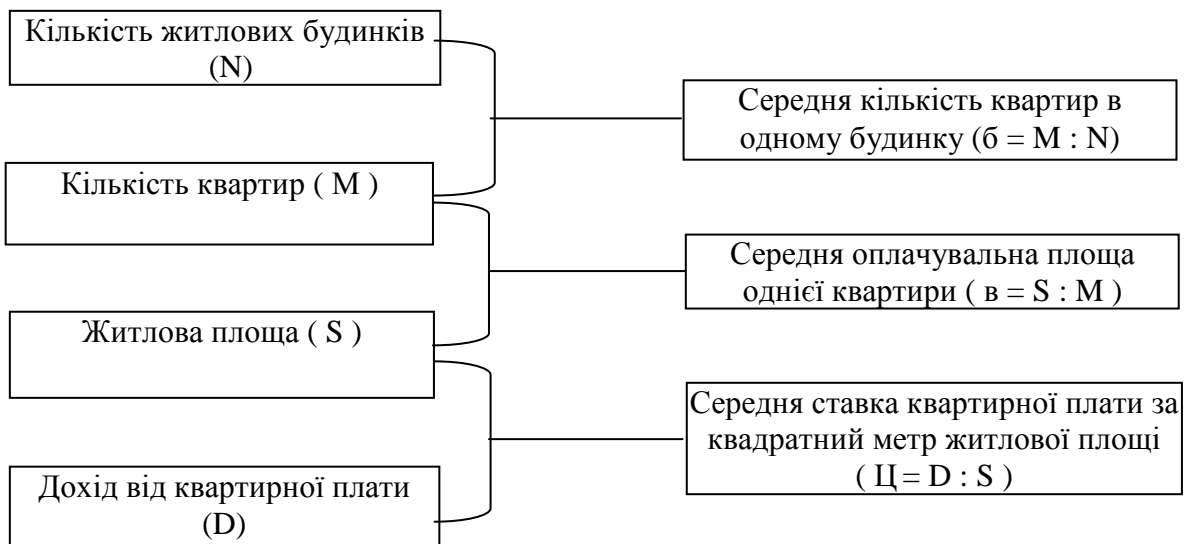 Кількість житлових будинків
(N)
Середня кількість квартир в
одному будинку (б = M : N)
Кількість квартир ( M )
Середня оплачувальна площа
однієї квартири ( в = S : M )
Житлова площа ( S )
Середня ставка квартирної плати за
квадратний метр житлової площі
( Ц = D : S )
Дохід від квартирної плати
(D)